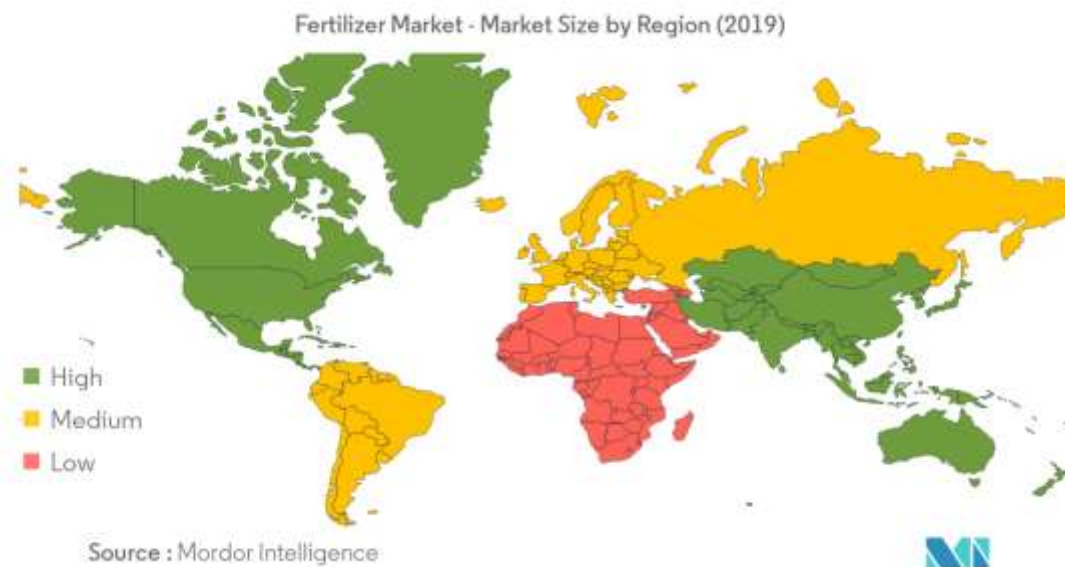 Fertilizer Market - Market Size by Region (2019)
High
Medium
Low
Source : Mordor Intelligence